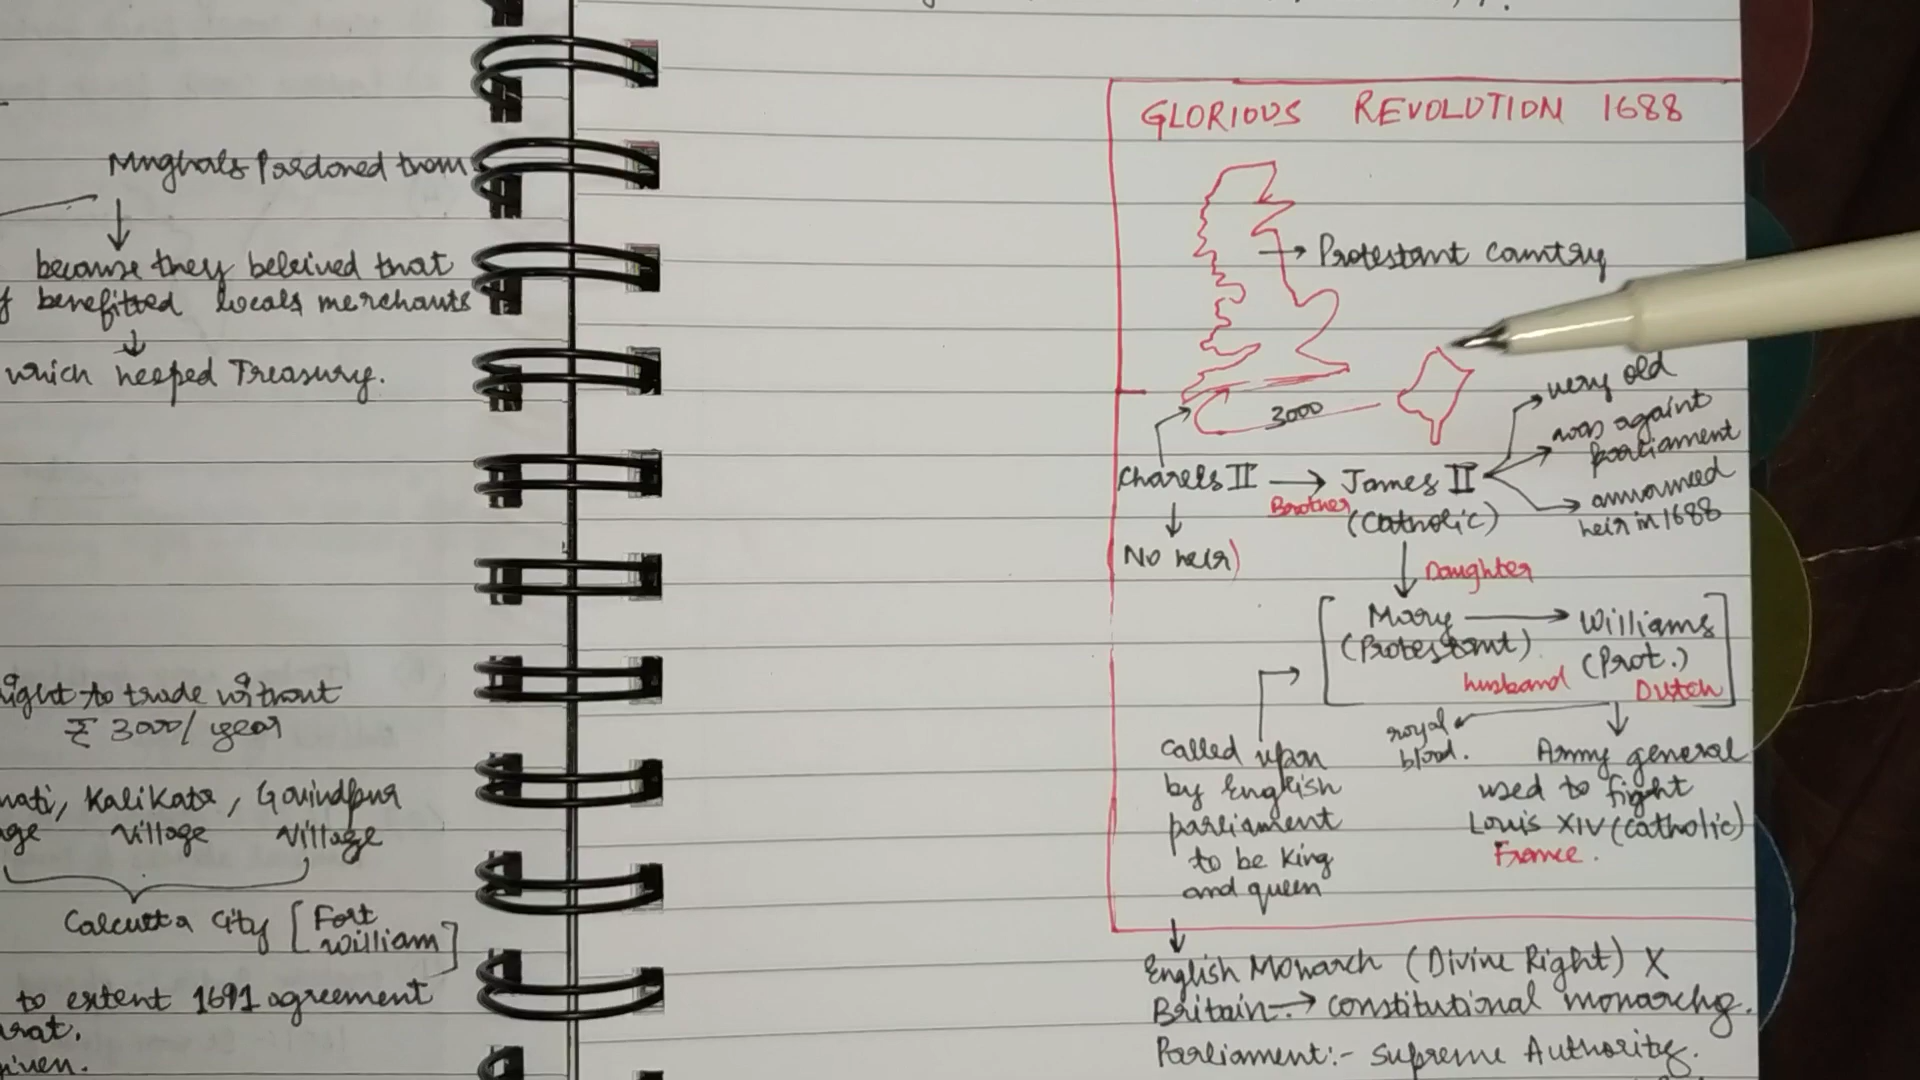 Mughals Pardoned them
because they beleived that
benefitted locals merchants
which helped Treasury.
right to trade without
₹ 3000/ year
Kalikata, Govindpur
village village
Calcutta city [Fort
William]
to extent 1691 agreement
given.
GLORIOUS REVOLUTION 1688
Protestant country
3000
very old
was againt
parliament
announced
heir in 1688
Charels II → James II
Brother
(Catholic)
No heir)
Daughter
Mary → Williams
(Protestant) (Prot.)
husband Dutch
royal
blood.
Army general
used to fight
Louis XIV (Catholic)
France.
called upon
by English
parliament
to be king
and queen
English Monarch (Divine Right) X
Britain → constitutional monarchy.
Parliament:- Supreme Authority.